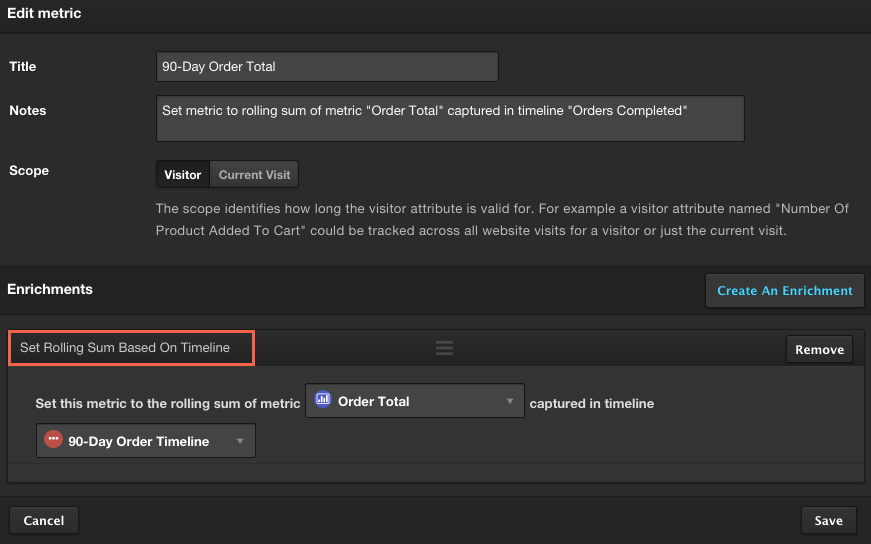 Edit metric
Title
90-Day Order Total
Notes
Set metric to rolling sum of metric "Order Total" captured in timeline "Orders Completed"
Scope
Visitor Current Visit
The scope identifies how long the visitor attribute is valid for. For example a visitor attribute named "Number Of
Product Added To Cart" could be tracked across all website visits for a visitor or just the current visit.
Enrichments
Create An Enrichment
Set Rolling Sum Based On Timeline
Remove
Set this metric to the rolling sum of metric Order Total captured in timeline
90-Day Order Timeline
Cancel
Save